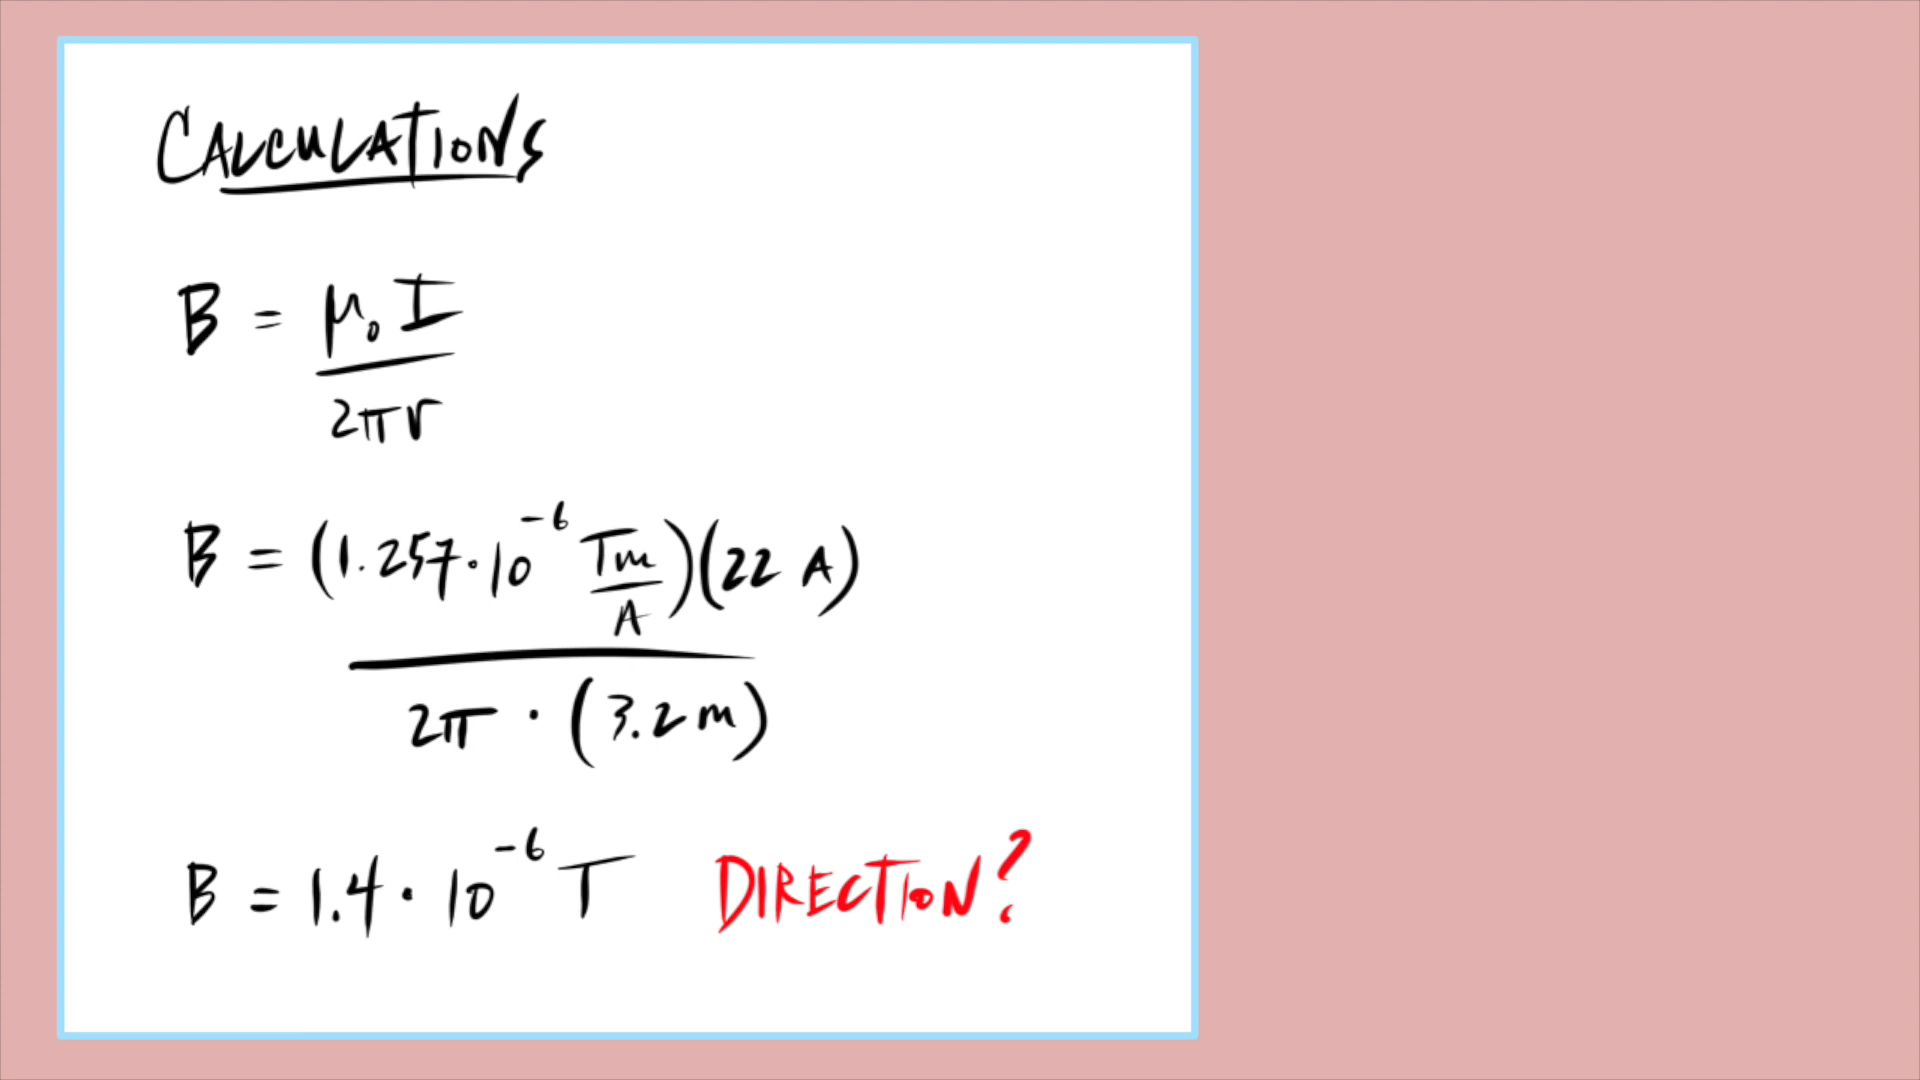 CALCULATIONS
B = μ₀I
2πr
B = (1.257·10⁻⁶ Tm/A)(22 A)
2π · (3.2m)
B = 1.4·10⁻⁶ T DIRECTION?